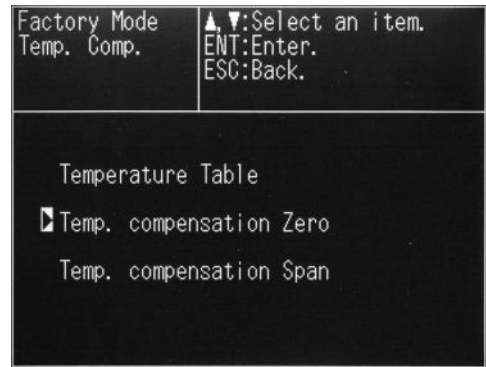 Factory Mode
Temp. Comp.
▲,▼:Select an item.
ENT:Enter.
ESC:Back.
Temperature Table
Temp. compensation Zero
Temp. compensation Span